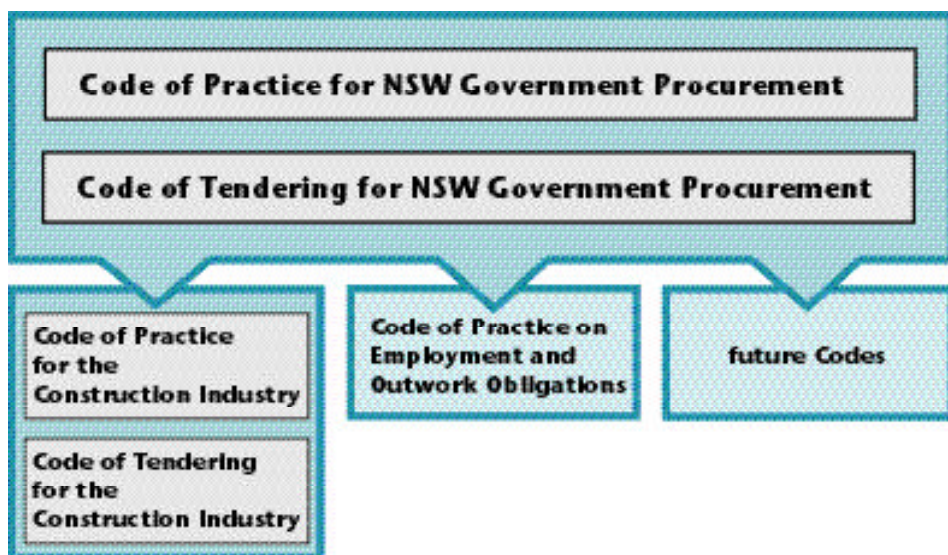 Code of Practice for NSW Government Procurement
Code of Tendering for NSW Government Procurement
Code of Practice
for the
Construction Industry
Code of Tendering
for the
Construction Industry
Code of Practice on
Employment and
Outwork Obligations
future Codes